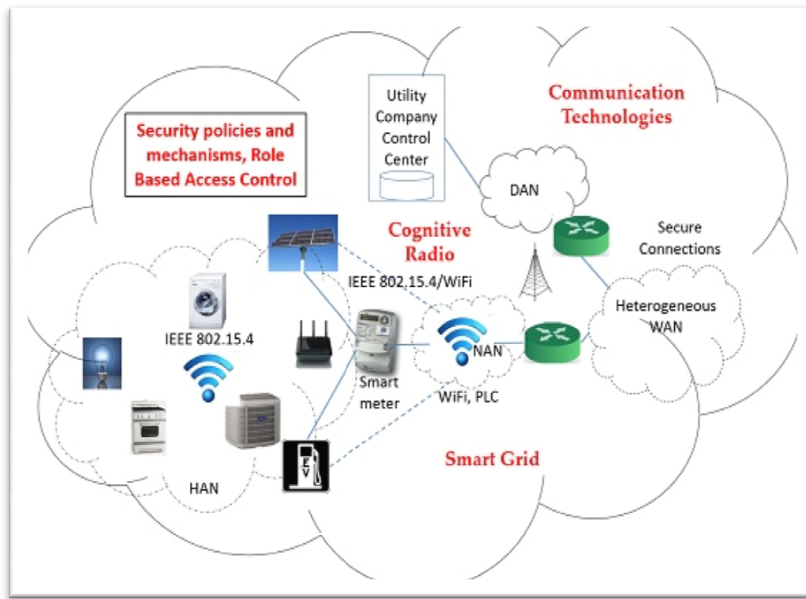 Communication
Technologies
Utility
Company
Control
Center
Security policies and
mechanisms, Role
Based Access Control
DAN
Cognitive
Radio
Secure
Connections
IEEE 802.15.4/WiFi
Heterogeneous
WAN
IEEE 802.15.4
NAN
Smart
meter
WiFi, PLC
Smart Grid
E
V
HAN